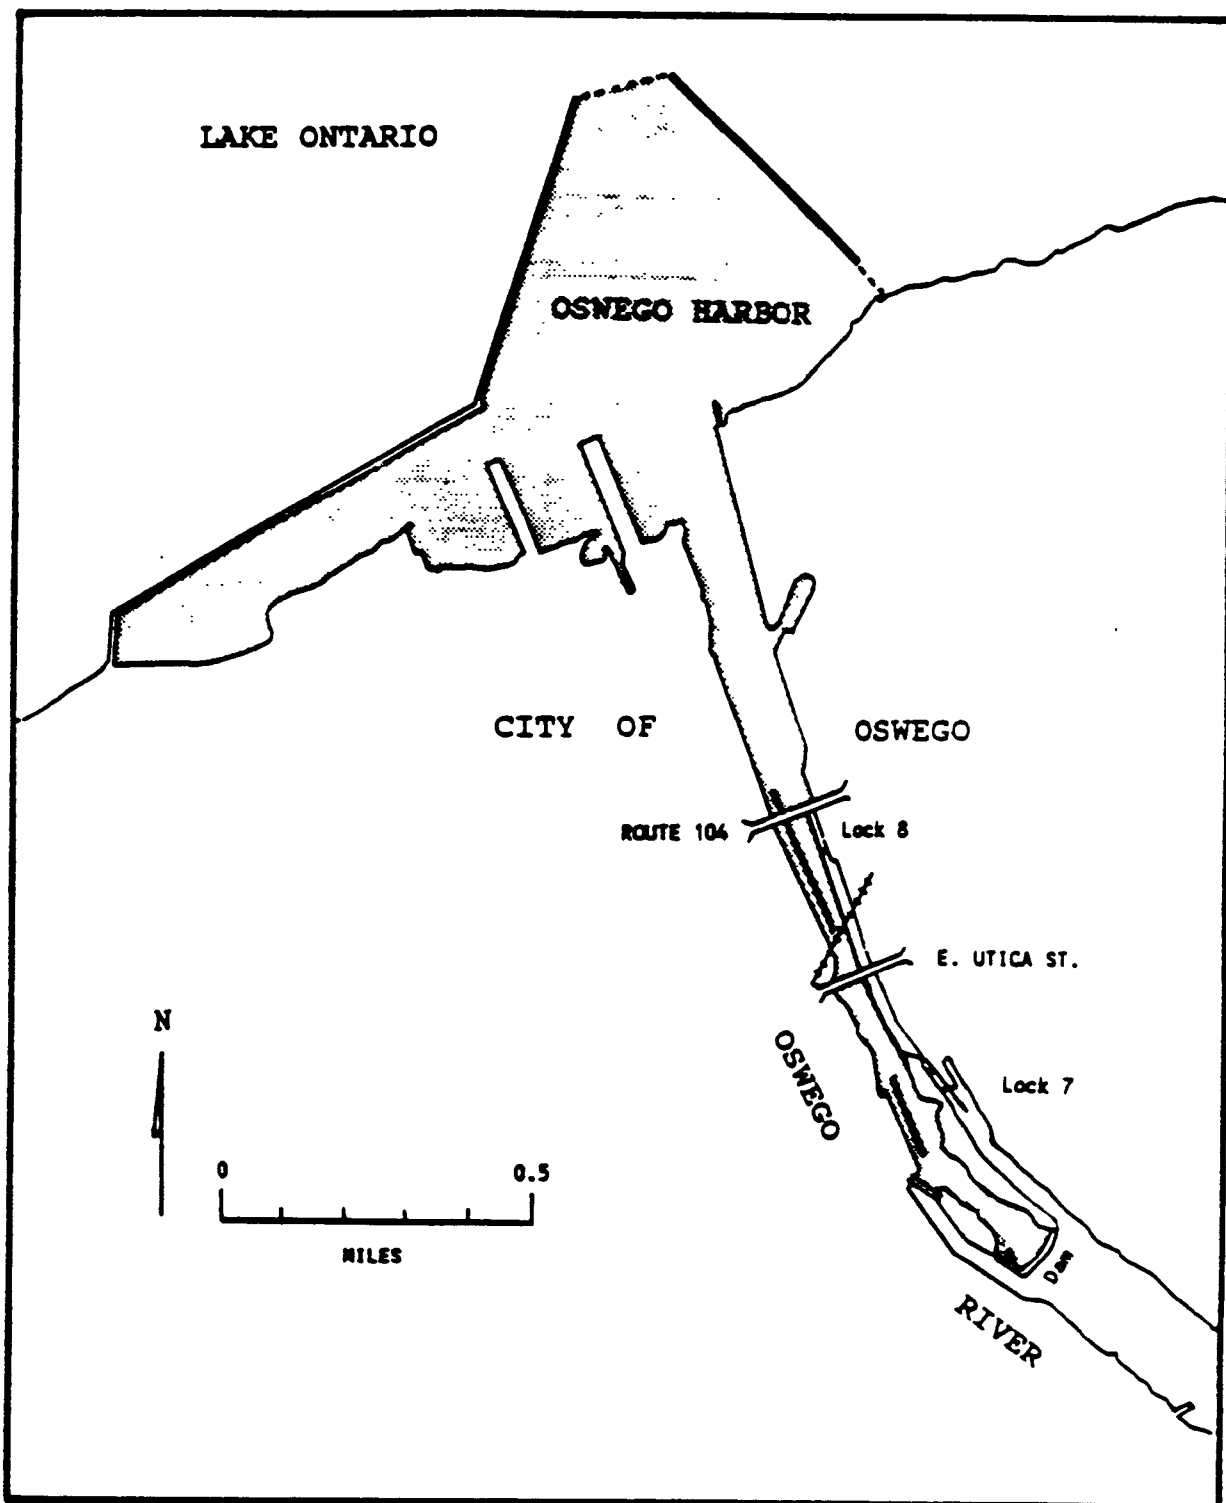 LAKE ONTARIO
OSWEGO HARBOR
CITY OF OSWEGO
ROUTE 104
Lock 8
E. UTICA ST.
N
OSWEGO
Lock 7
0 0.5
MILES
Dam
RIVER